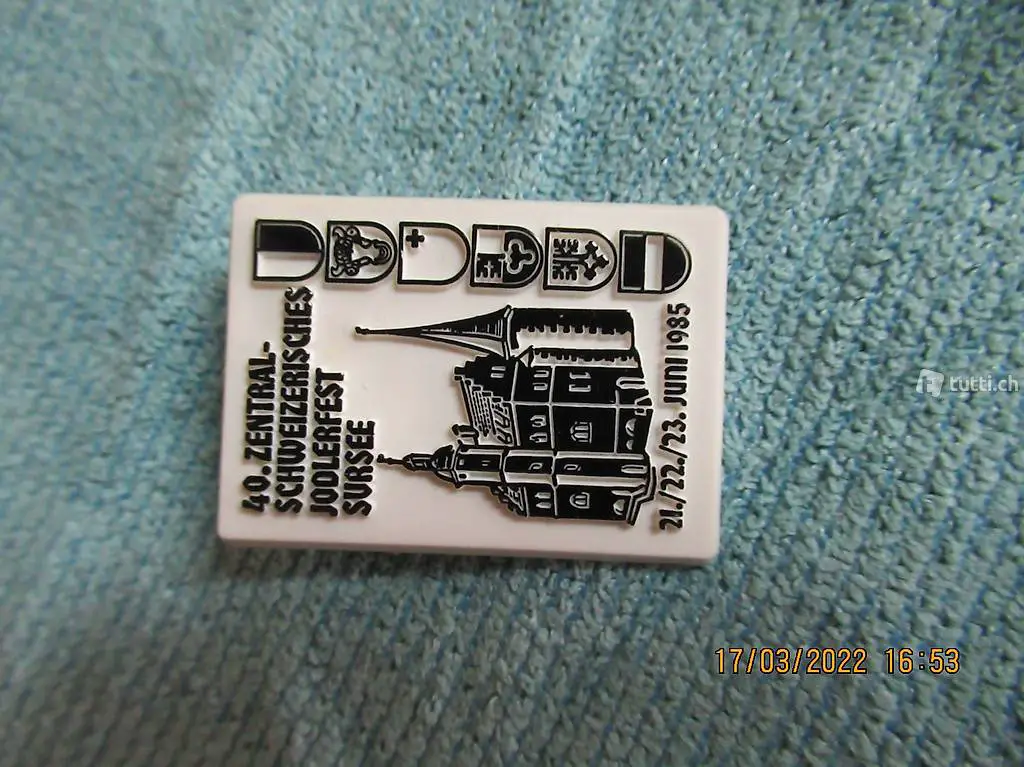 40. ZENTRAL-
SCHWEIZERISCHES
JODLERFEST
SURSEE
21./22./23. JUNI 1985
tutti.ch
17/03/2022 16:53